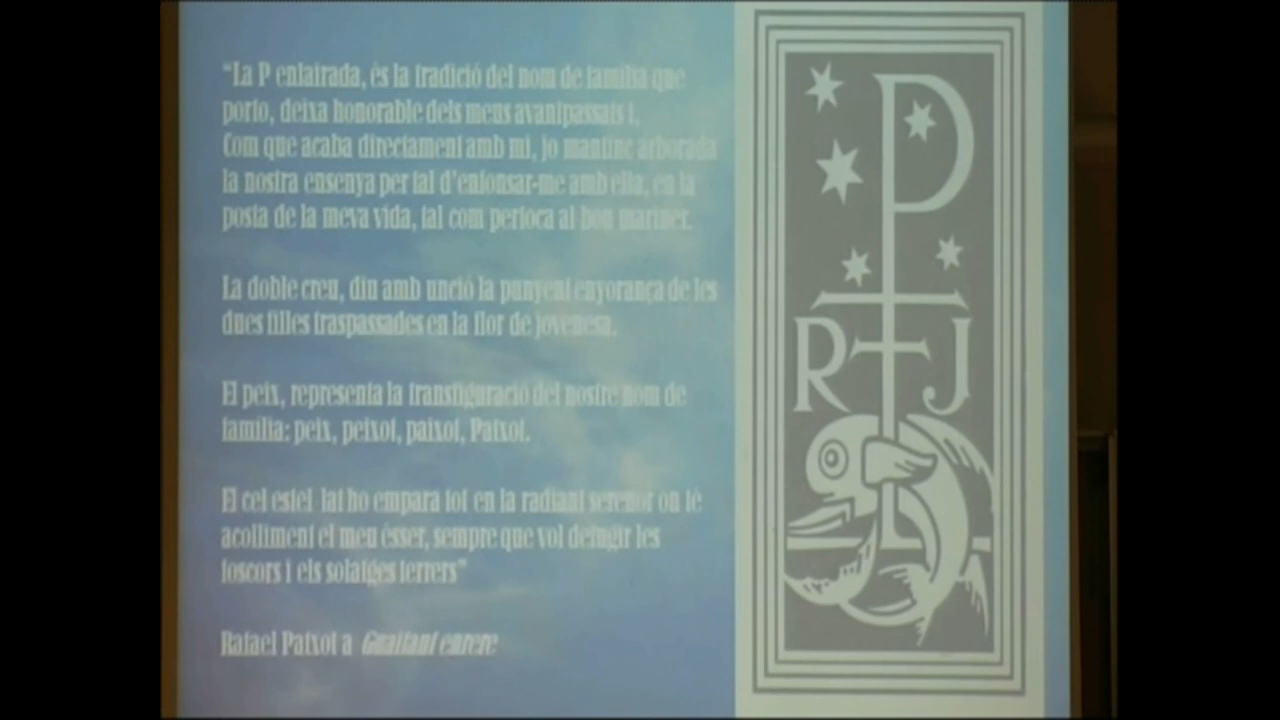 "La P enlairada, és la tradició del nom de família que
porto, deixa honorable dels meus avantpassats i,
Com que acaba directament amb mi, jo mantinc arborada
la nostra ensenya per tal d'enfonsar-me amb ella, en la
posta de la meva vida, tal com pertoca al bon mariner.
La doble creu, diu amb unció la punyent enyorança de les
dues filles traspassades en la flor de jovenesa.
El peix, representa la transfiguració del nostre nom de
família: peix, peixot, paixot, Patxot.
El cel estel·lat ho empara tot en la radiant serenor on té
acolliment el meu ésser, sempre que vol defugir les
foscors i els solatges terrers"
Rafael Patxot a Guaitant enrere
P
R J